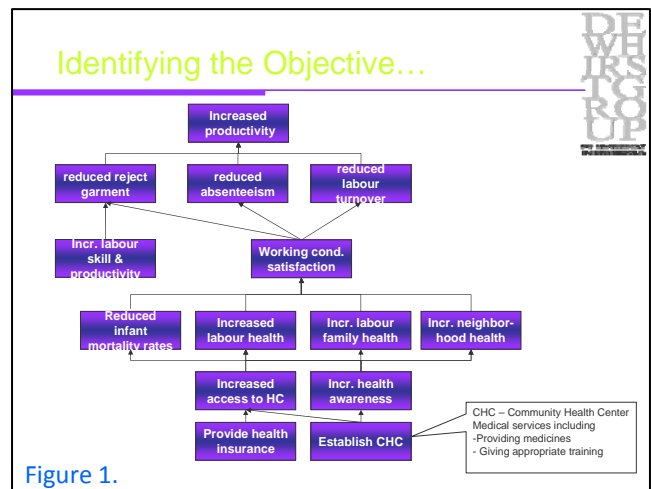 Identifying the Objective…
DE
WH
IRS
TG
RO
UP
Increased
productivity
reduced reject
garment
reduced
absenteeism
reduced
labour
turnover
Incr. labour
skill &
productivity
Working cond.
satisfaction
Reduced
infant
mortality rates
Increased
labour health
Incr. labour
family health
Incr. neighbor-
hood health
Increased
access to HC
Incr. health
awareness
Provide health
insurance
Establish CHC
CHC – Community Health Center
Medical services including
-Providing medicines
- Giving appropriate training
Figure 1.